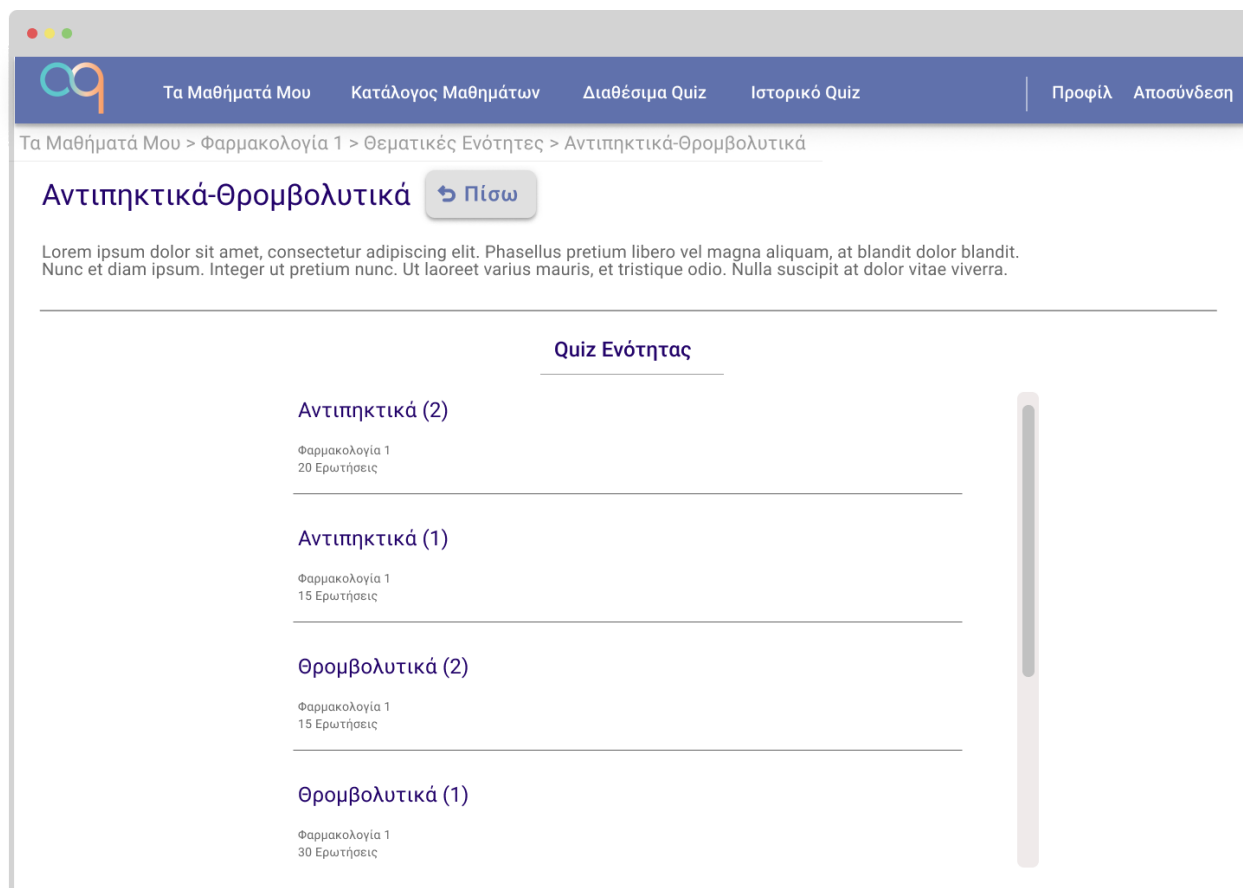 Τα Μαθήματά Μου Κατάλογος Μαθημάτων Διαθέσιμα Quiz Ιστορικό Quiz Προφίλ Αποσύνδεση
Τα Μαθήματά Μου > Φαρμακολογία 1 > Θεματικές Ενότητες > Αντιπηκτικά-Θρομβολυτικά
Αντιπηκτικά-Θρομβολυτικά Πίσω
Lorem ipsum dolor sit amet, consectetur adipiscing elit. Phasellus pretium libero vel magna aliquam, at blandit dolor blandit.
Nunc et diam ipsum. Integer ut pretium nunc. Ut laoreet varius mauris, et tristique odio. Nulla suscipit at dolor vitae viverra.
Quiz Ενότητας
Αντιπηκτικά (2)
Φαρμακολογία 1
20 Ερωτήσεις
Αντιπηκτικά (1)
Φαρμακολογία 1
15 Ερωτήσεις
Θρομβολυτικά (2)
Φαρμακολογία 1
15 Ερωτήσεις
Θρομβολυτικά (1)
Φαρμακολογία 1
30 Ερωτήσεις